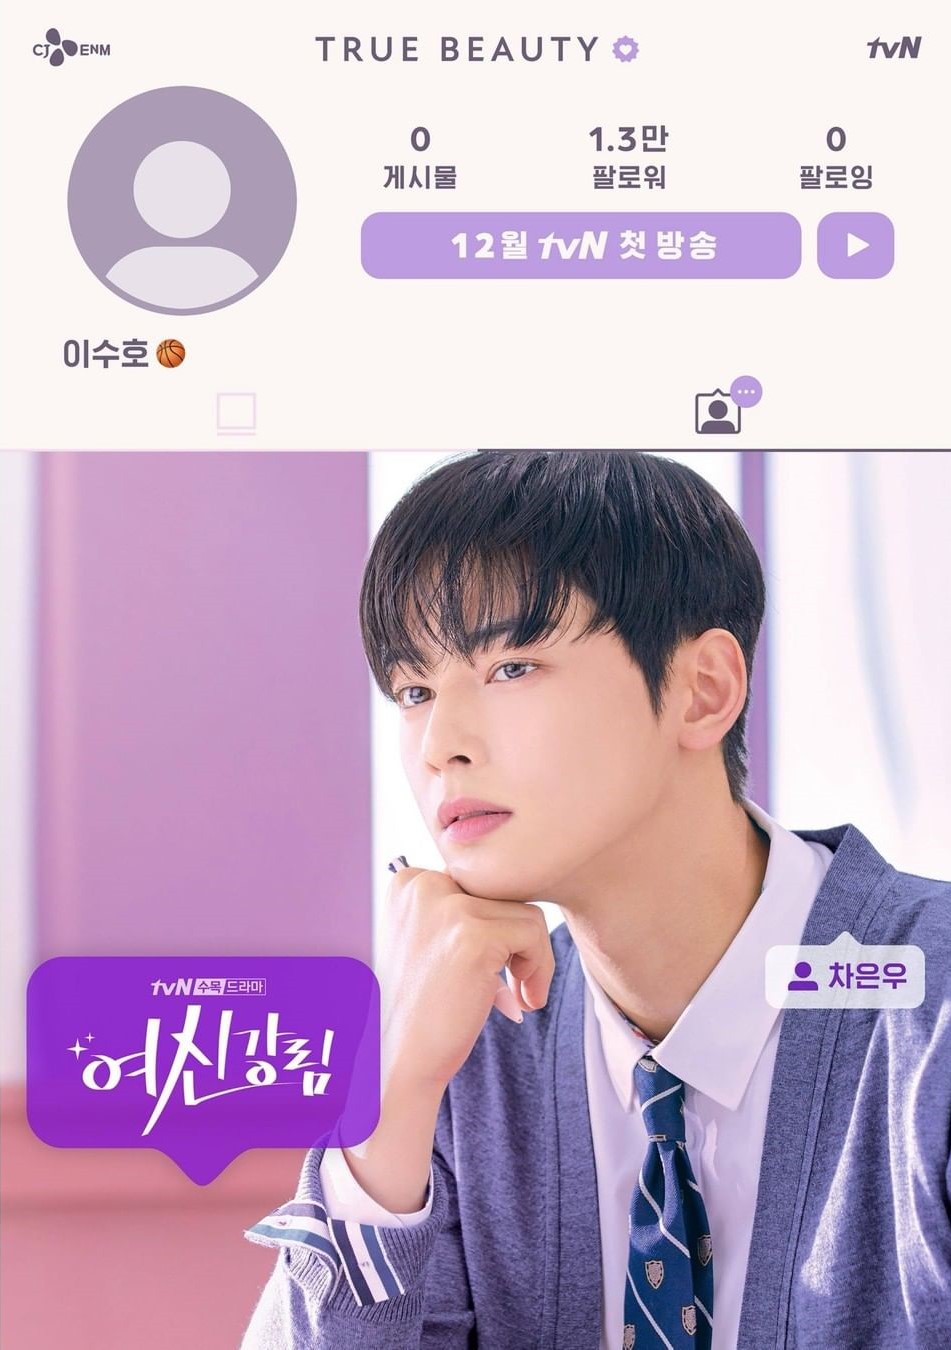 CJ ENM
TRUE BEAUTY
tvN
0
게시물
1.3만
팔로워
0
팔로잉
12월 tvN 첫 방송
이수호
tvN 수목드라마
여신강림
차은우